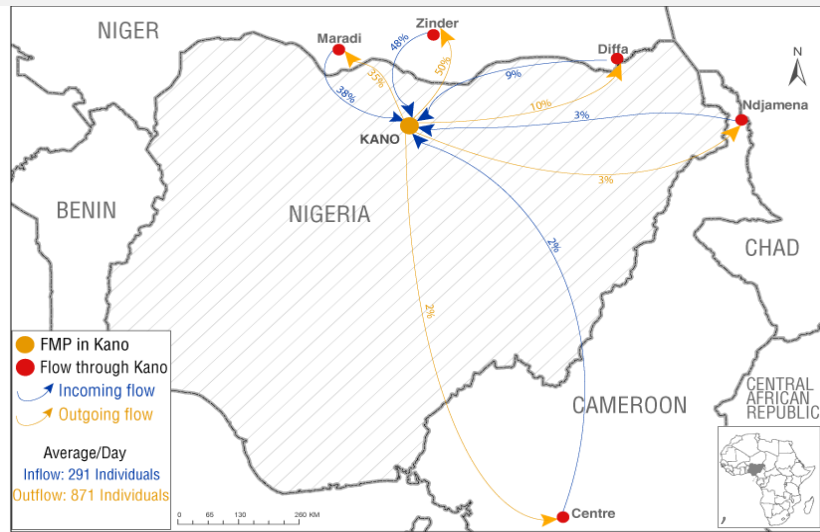 NIGER
Maradi
Zinder
Diffa
N
48%
50%
35%
38%
9%
10%
3%
Ndjamena
KANO
3%
BENIN
NIGERIA
CHAD
2%
2%
FMP in Kano
Flow through Kano
Incoming flow
Outgoing flow
Average/Day
Inflow: 291 Individuals
Outflow: 871 Individuals
CAMEROON
CENTRAL
AFRICAN
REPUBLIC
Centre
0 65 130 260 KM